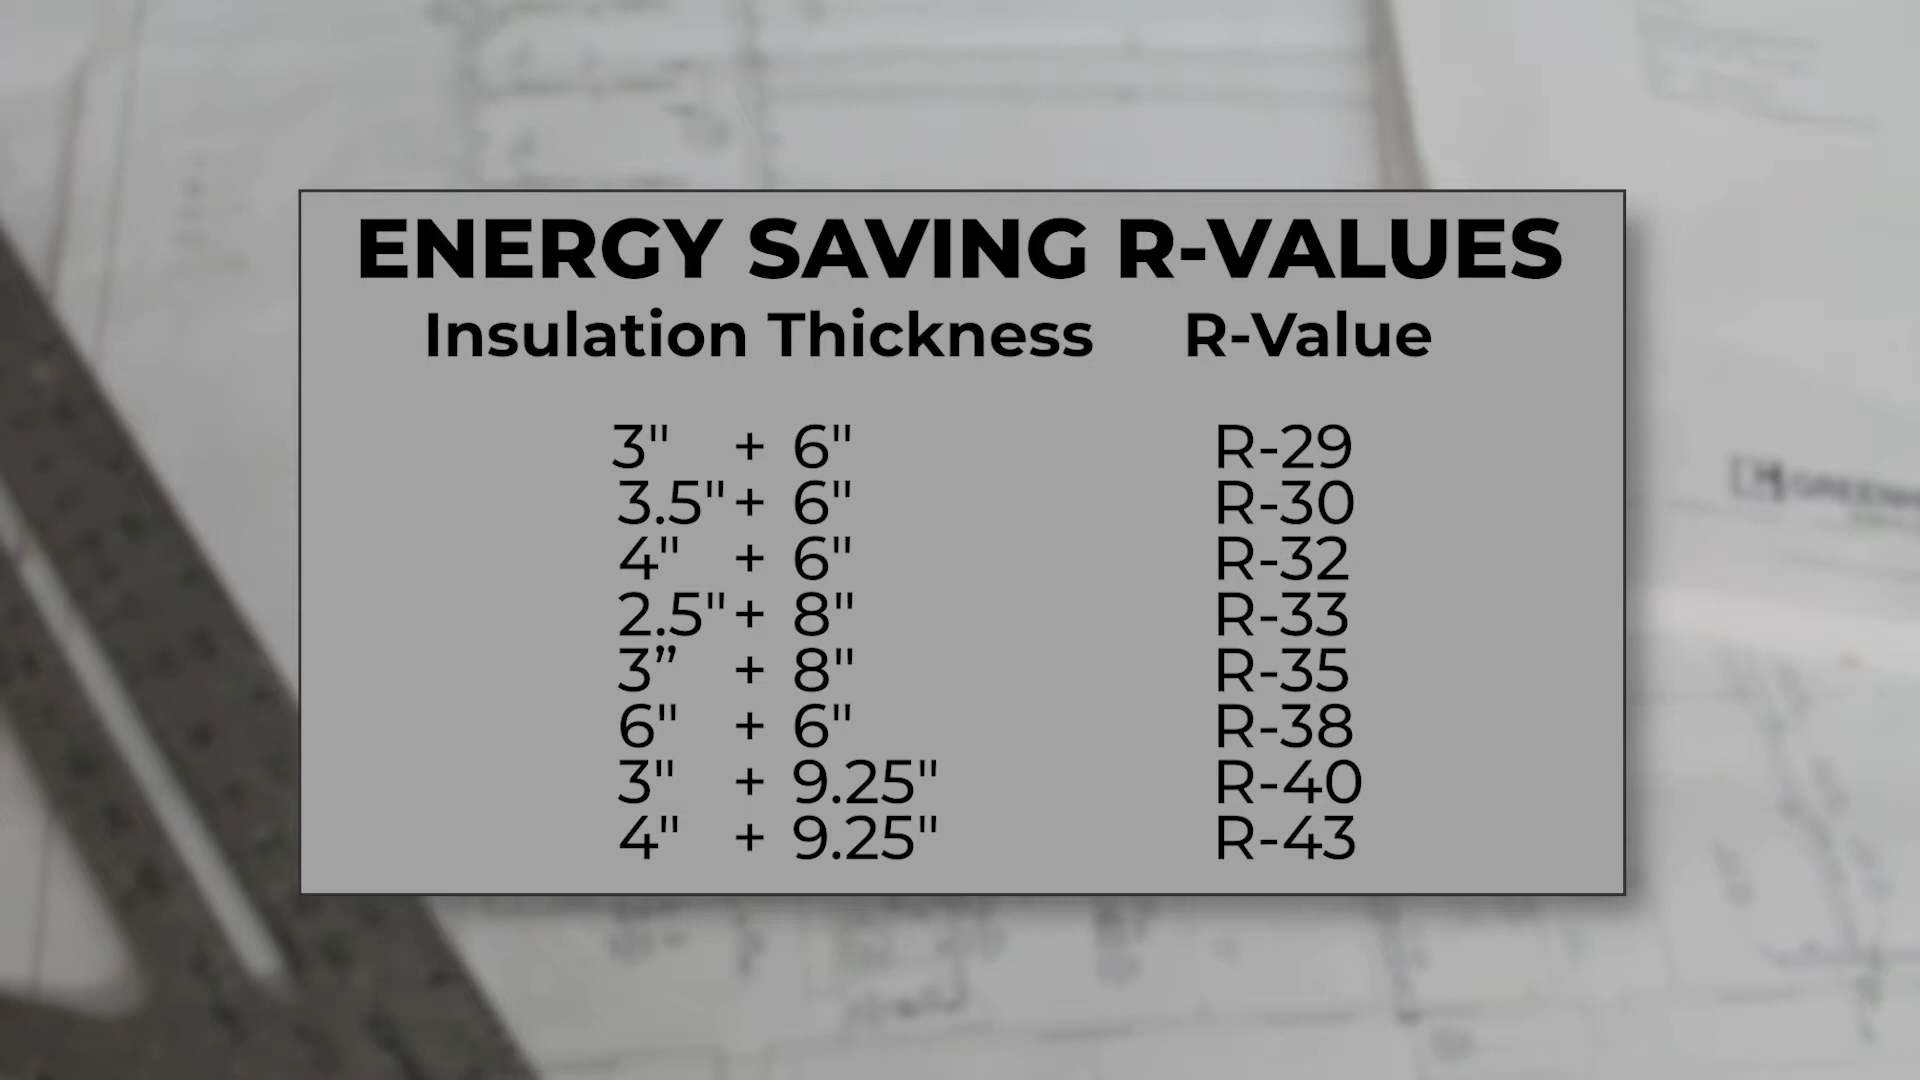 ENERGY SAVING R-VALUES
Insulation Thickness R-Value
3" + 6" R-29
3.5" + 6" R-30
4" + 6" R-32
2.5" + 8" R-33
3” + 8" R-35
6" + 6" R-38
3" + 9.25" R-40
4" + 9.25" R-43